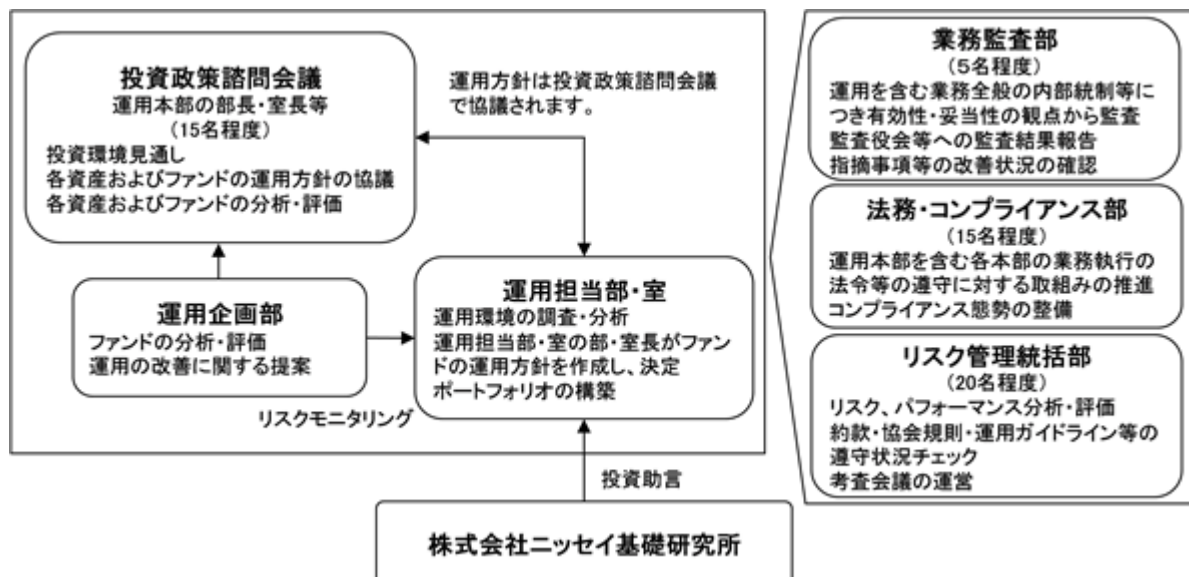 投資政策諮問会議
運用本部の部長・室長等
（15名程度）
投資環境見通し
各資産およびファンドの運用方針の協議
各資産およびファンドの分析・評価
運用方針は投資政策諮問会議
で協議されます。
運用企画部
ファンドの分析・評価
運用の改善に関する提案
運用担当部・室
運用環境の調査・分析
運用担当部・室の部・室長がファン
ドの運用方針を作成し、決定
ポートフォリオの構築
リスクモニタリング
投資助言
株式会社ニッセイ基礎研究所
業務監査部
（5名程度）
運用を含む業務全般の内部統制等に
つき有効性・妥当性の観点から監査
監査役会等への監査結果報告
指摘事項等の改善状況の確認
法務・コンプライアンス部
（15名程度）
運用本部を含む各本部の業務執行の
法令等の遵守に対する取組みの推進
コンプライアンス態勢の整備
リスク管理統括部
（20名程度）
リスク、パフォーマンス分析・評価
約款・協会規則・運用ガイドライン等の
遵守状況チェック
考査会議の運営